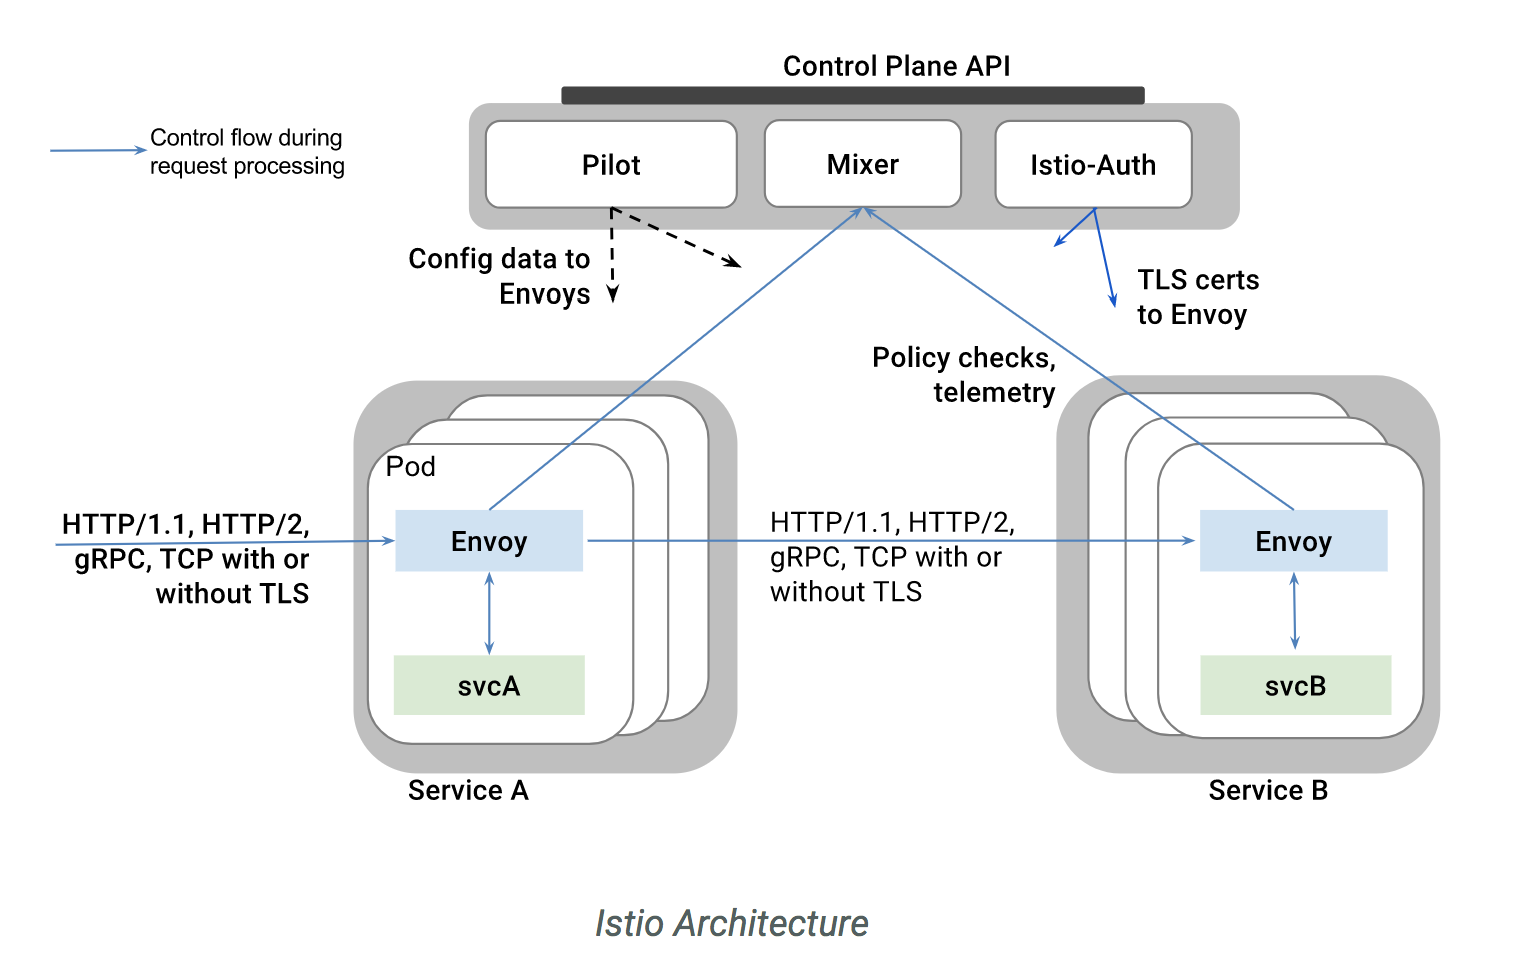 Control Plane API
Control flow during
request processing
Pilot
Mixer
Istio-Auth
Config data to
Envoys
TLS certs
to Envoy
Policy checks,
telemetry
Pod
HTTP/1.1, HTTP/2,
gRPC, TCP with or
without TLS
Envoy
HTTP/1.1, HTTP/2,
gRPC, TCP with or
without TLS
Envoy
svcA
svcB
Service A
Service B
Istio Architecture